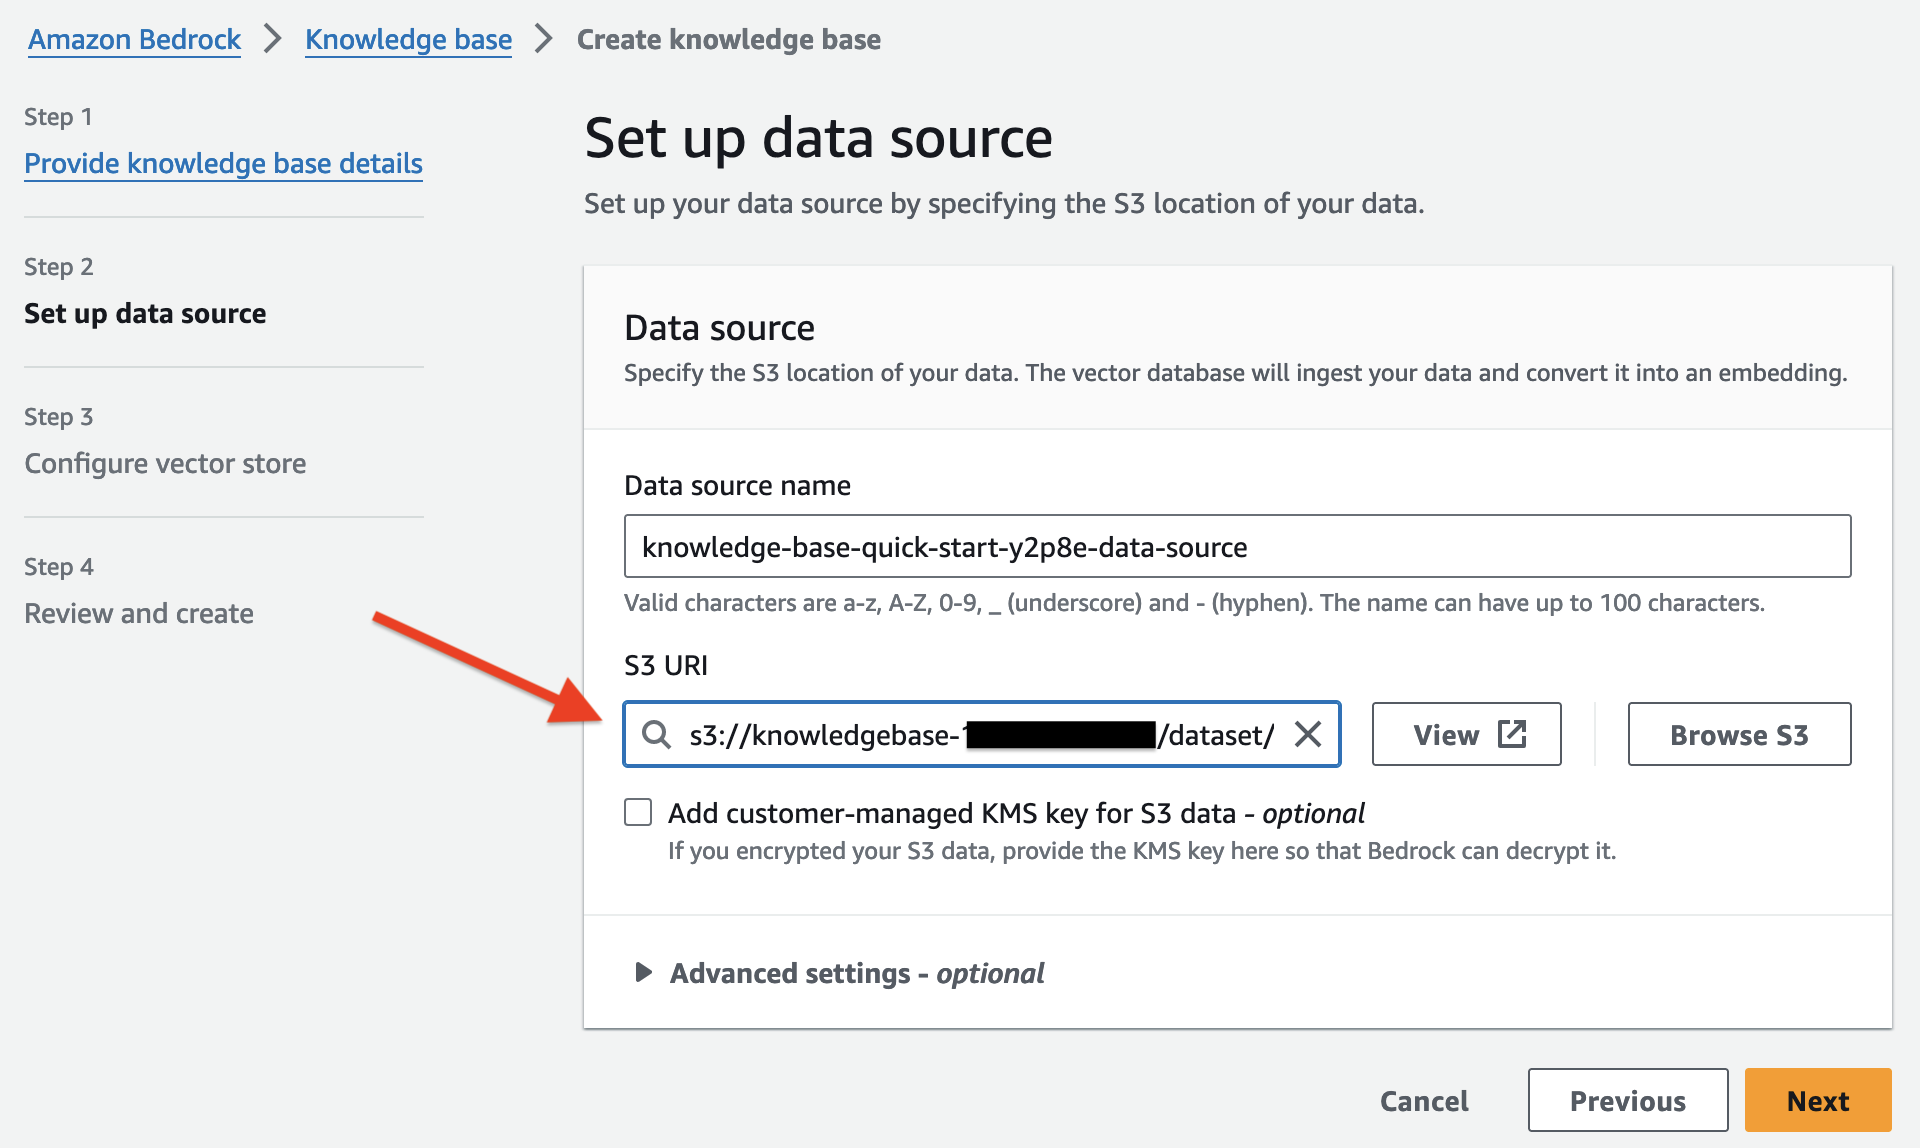 Amazon Bedrock > Knowledge base > Create knowledge base
Step 1
Provide knowledge base details
Step 2
Set up data source
Step 3
Configure vector store
Step 4
Review and create
Set up data source
Set up your data source by specifying the S3 location of your data.
Data source
Specify the S3 location of your data. The vector database will ingest your data and convert it into an embedding.
Data source name
knowledge-base-quick-start-y2p8e-data-source
Valid characters are a-z, A-Z, 0-9, _ (underscore) and - (hyphen). The name can have up to 100 characters.
S3 URI
s3://knowledgebase- /dataset/
View
Browse S3
Add customer-managed KMS key for S3 data - optional
If you encrypted your S3 data, provide the KMS key here so that Bedrock can decrypt it.
Advanced settings - optional
Cancel
Previous
Next